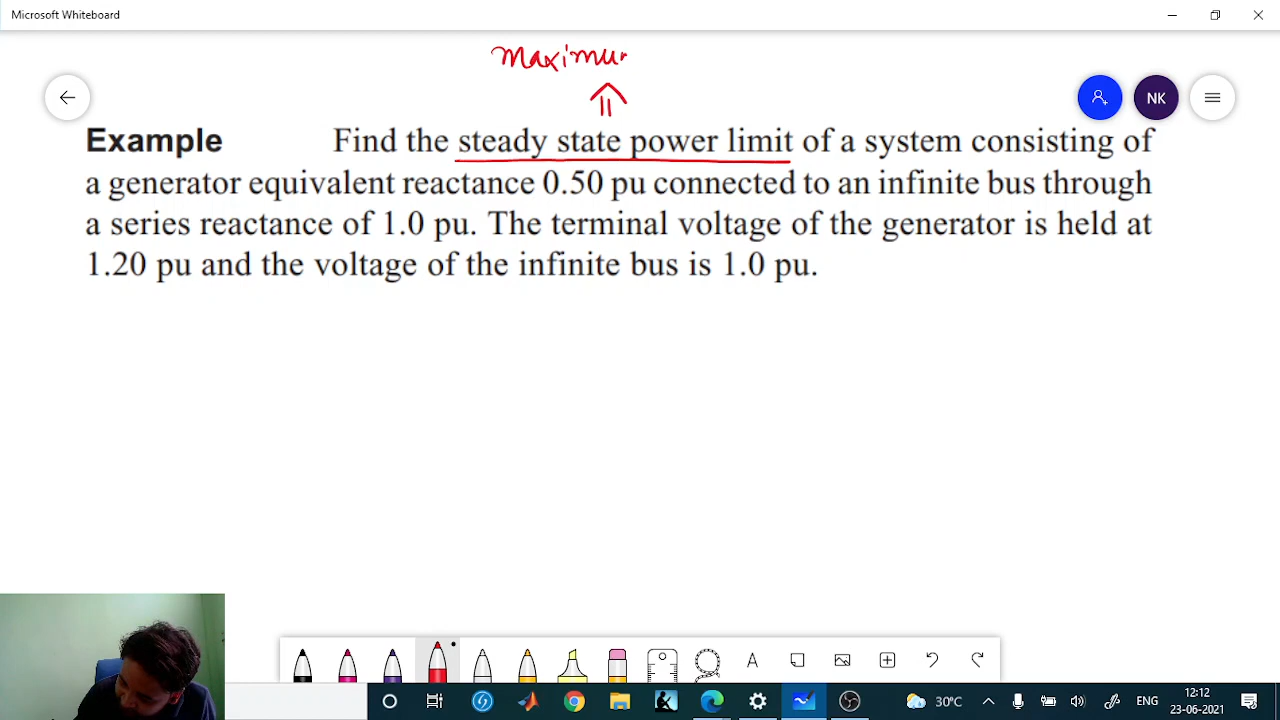 Microsoft Whiteboard
maximur
NK
Example Find the steady state power limit of a system consisting of
a generator equivalent reactance 0.50 pu connected to an infinite bus through
a series reactance of 1.0 pu. The terminal voltage of the generator is held at
1.20 pu and the voltage of the infinite bus is 1.0 pu.
A
30°C ENG 12:12
23-06-2021